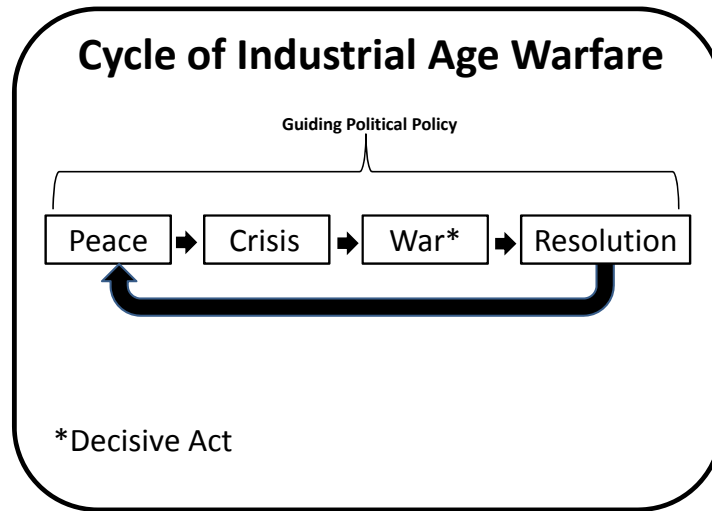 Cycle of Industrial Age Warfare
Guiding Political Policy
Peace
Crisis
War*
Resolution
*Decisive Act